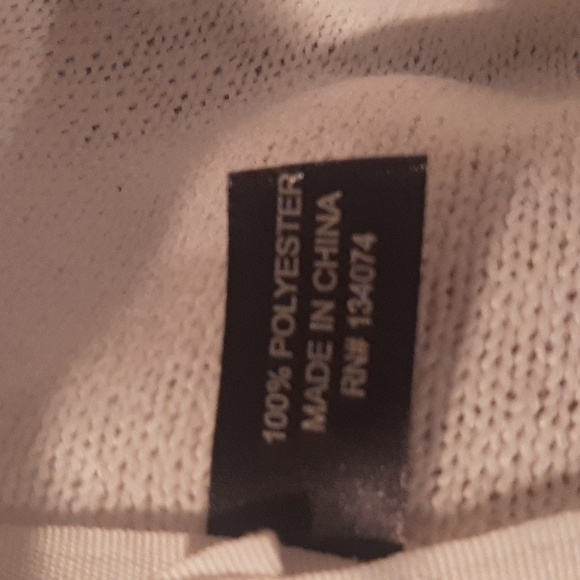 100% POLYESTER
MADE IN CHINA
RN# 134074